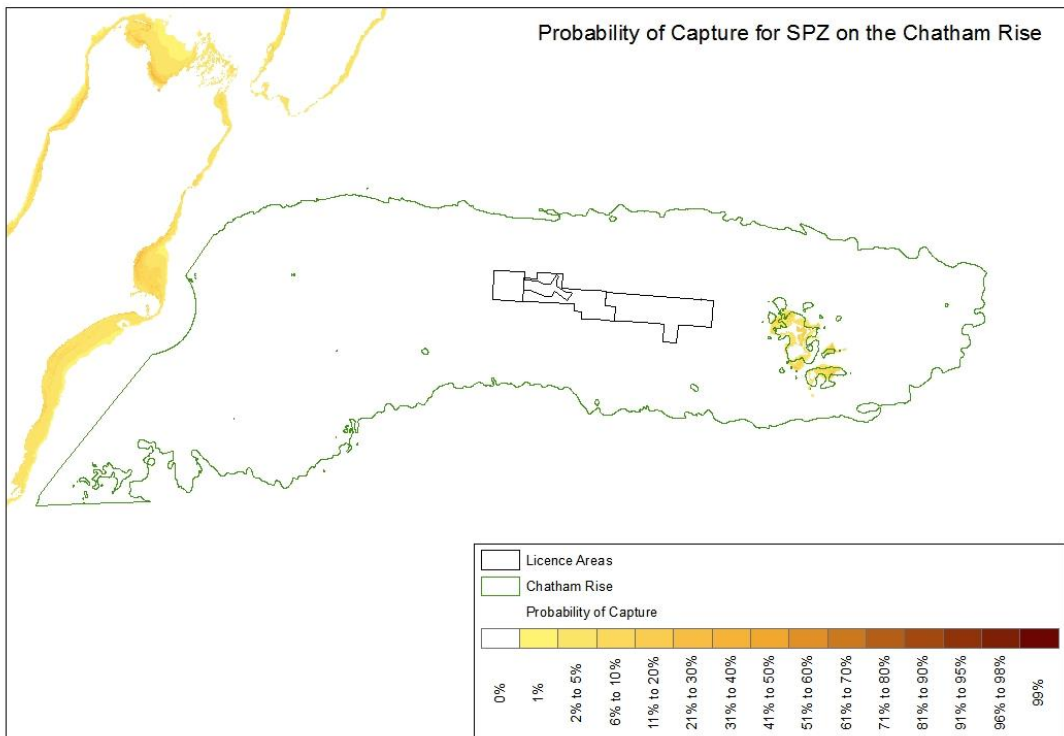 Probability of Capture for SPZ on the Chatham Rise
Licence Areas
Chatham Rise
Probability of Capture
0%
1%
2% to 5%
6% to 10%
11% to 20%
21% to 30%
31% to 40%
41% to 50%
51% to 60%
61% to 70%
71% to 80%
81% to 90%
91% to 95%
96% to 98%
99%